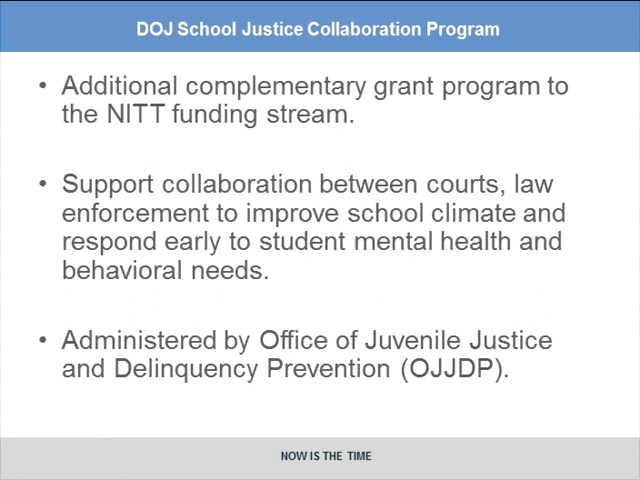 DOJ School Justice Collaboration Program
• Additional complementary grant program to
the NITT funding stream.
• Support collaboration between courts, law
enforcement to improve school climate and
respond early to student mental health and
behavioral needs.
• Administered by Office of Juvenile Justice
and Delinquency Prevention (OJJDP).
NOW IS THE TIME